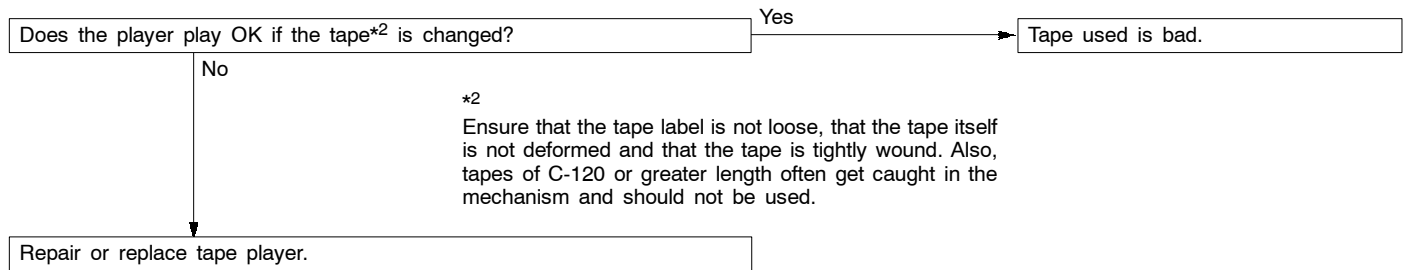 Does the player play OK if the tape*2 is changed?
Yes
Tape used is bad.
No
*2
Ensure that the tape label is not loose, that the tape itself
is not deformed and that the tape is tightly wound. Also,
tapes of C-120 or greater length often get caught in the
mechanism and should not be used.
Repair or replace tape player.